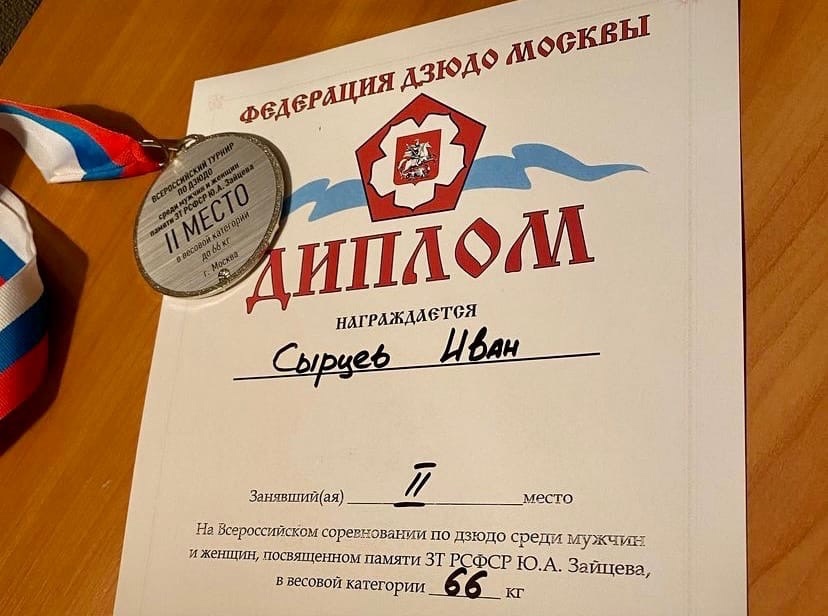 ФЕДЕРАЦИЯ ДЗЮДО МОСКВЫ
ВСЕРОССИЙСКИЙ ТУРНИР
ПО ДЗЮДО
среди мужчин и женщин
памяти ЗТ РСФСР Ю.А. Зайцева
II МЕСТО
в весовой категории
до 66 кг
г. Москва
ДИПЛОМ
НАГРАЖДАЕТСЯ
Сырцев Иван
Занявший(ая) II место
На Всероссийском соревновании по дзюдо среди мужчин
и женщин, посвященном памяти ЗТ РСФСР Ю.А. Зайцева,
в весовой категории 66 кг